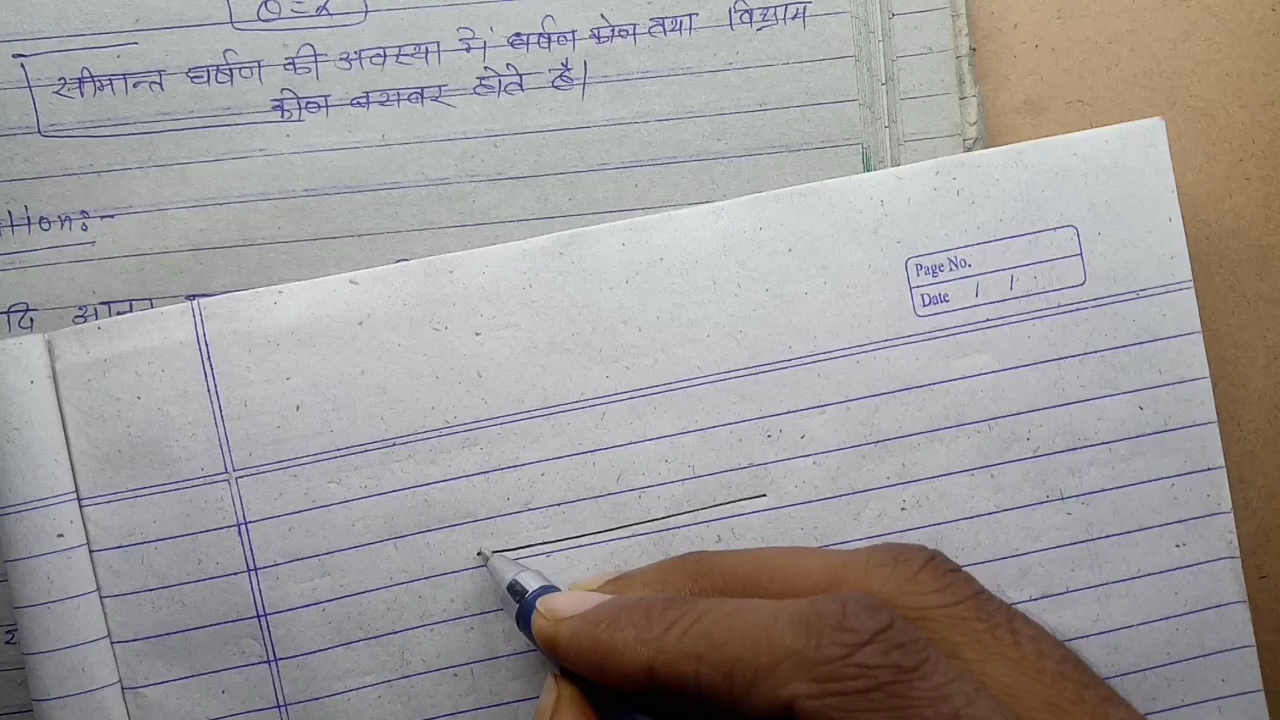 θ=α
सीमान्त घर्षण की अवस्था में घर्षण कोण तथा विश्राम
कोण बराबर होते है।
Page No.
Date / /